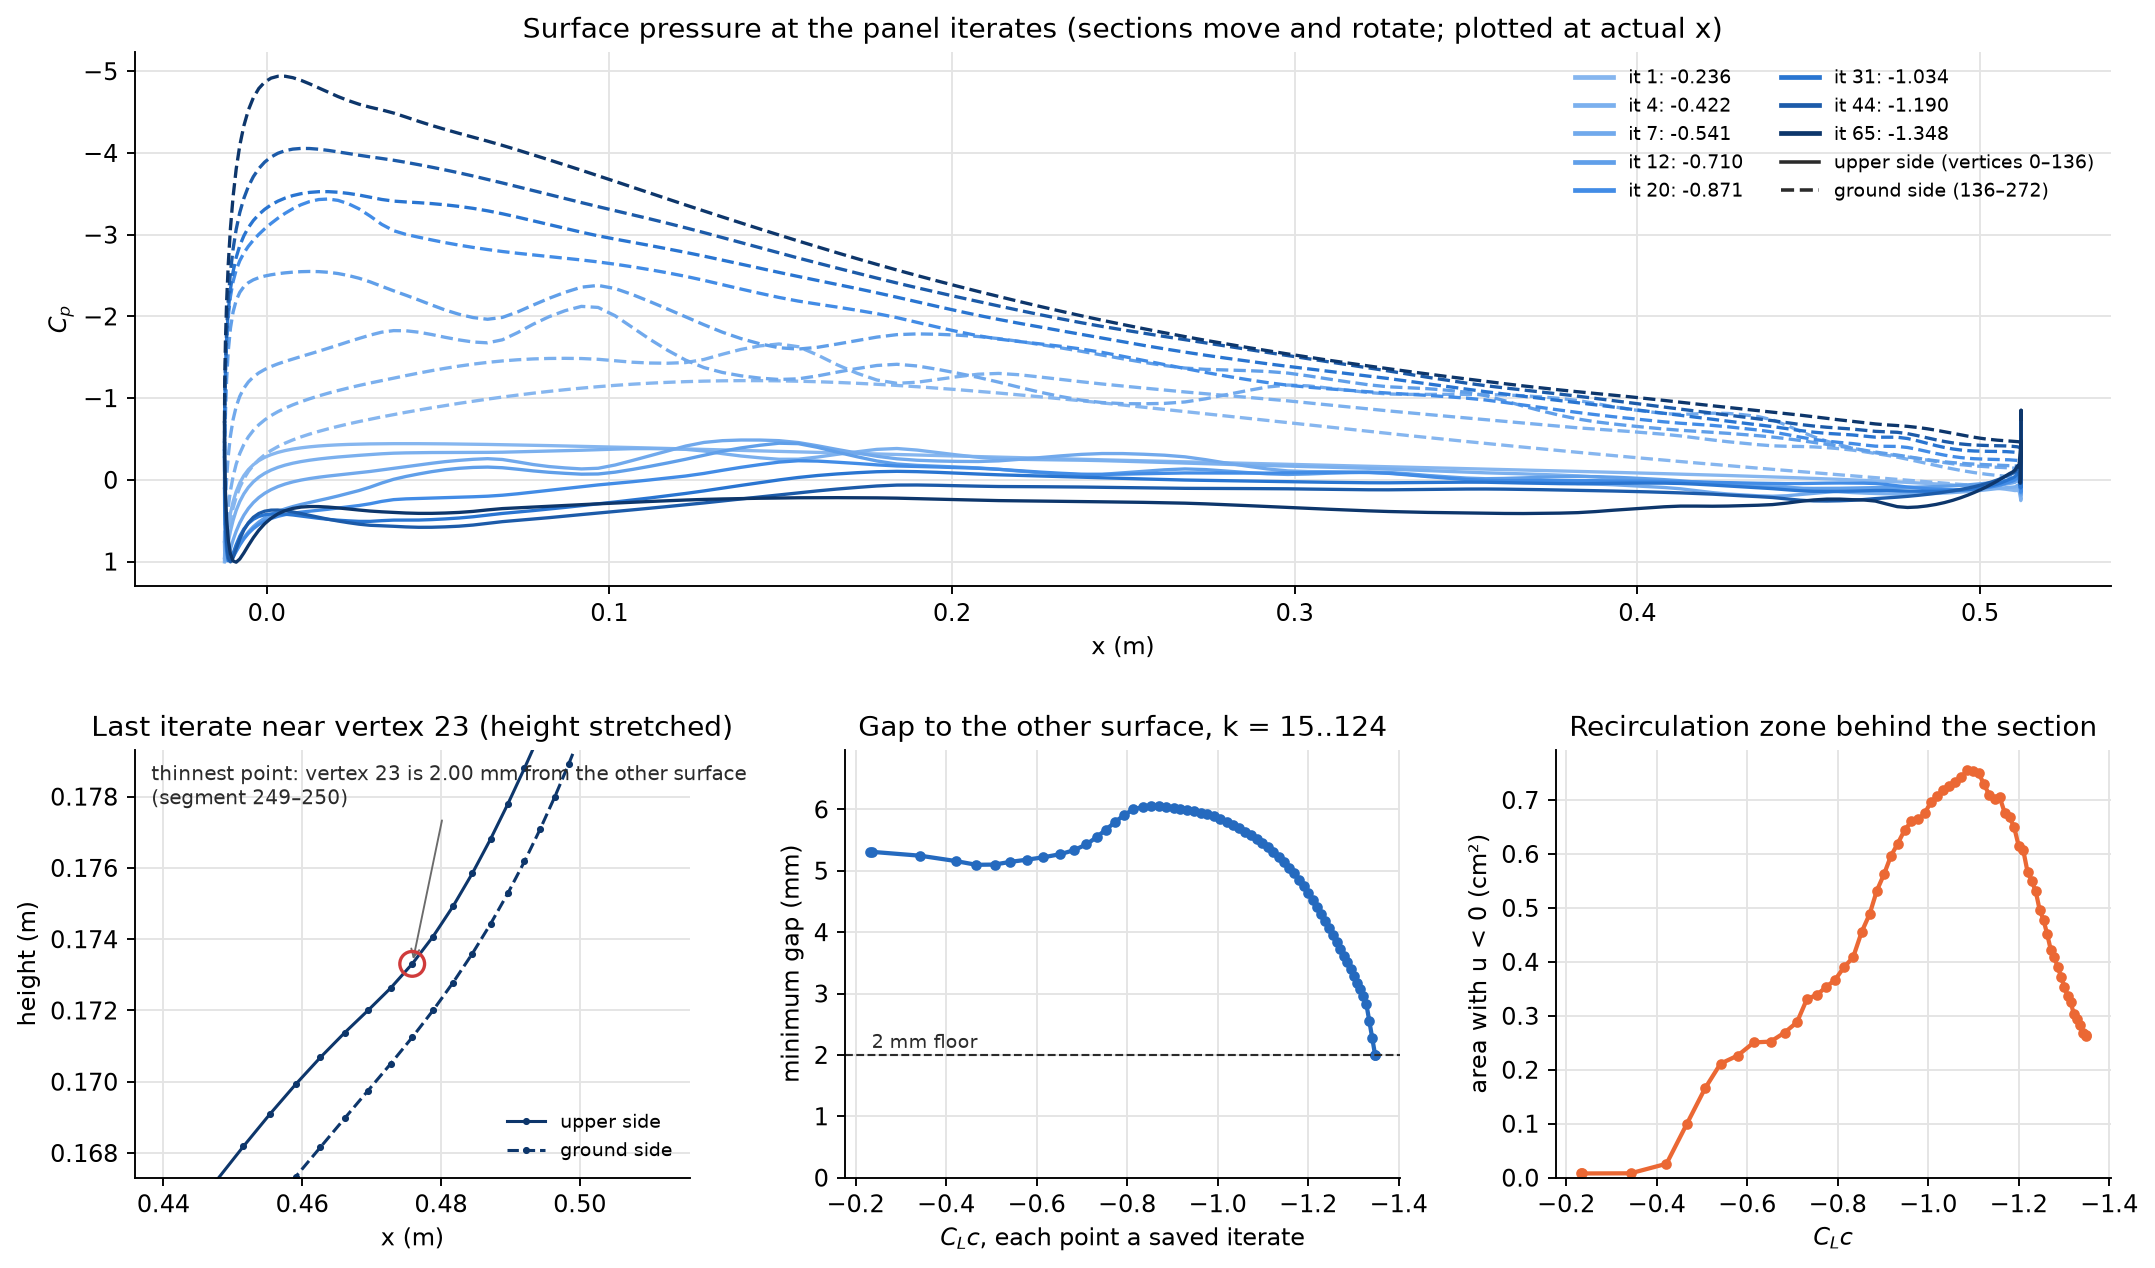 Surface pressure at the panel iterates (sections move and rotate; plotted at actual x)
−5
−4
−3
−2
−1
0
1
Cp
it 1: -0.236
it 4: -0.422
it 7: -0.541
it 12: -0.710
it 20: -0.871
it 31: -1.034
it 44: -1.190
it 65: -1.348
upper side (vertices 0–136)
ground side (136–272)
0.0 0.1 0.2 0.3 0.4 0.5
x (m)
Last iterate near vertex 23 (height stretched)
thinnest point: vertex 23 is 2.00 mm from the other surface
(segment 249–250)
0.178
0.176
0.174
0.172
0.170
0.168
height (m)
upper side
ground side
0.44 0.46 0.48 0.50
x (m)
Gap to the other surface, k = 15..124
6
5
4
3
2
1
0
minimum gap (mm)
2 mm floor
−0.2 −0.4 −0.6 −0.8 −1.0 −1.2 −1.4
CLc, each point a saved iterate
Recirculation zone behind the section
0.7
0.6
0.5
0.4
0.3
0.2
0.1
0.0
area with u < 0 (cm²)
−0.2 −0.4 −0.6 −0.8 −1.0 −1.2 −1.4
CLc